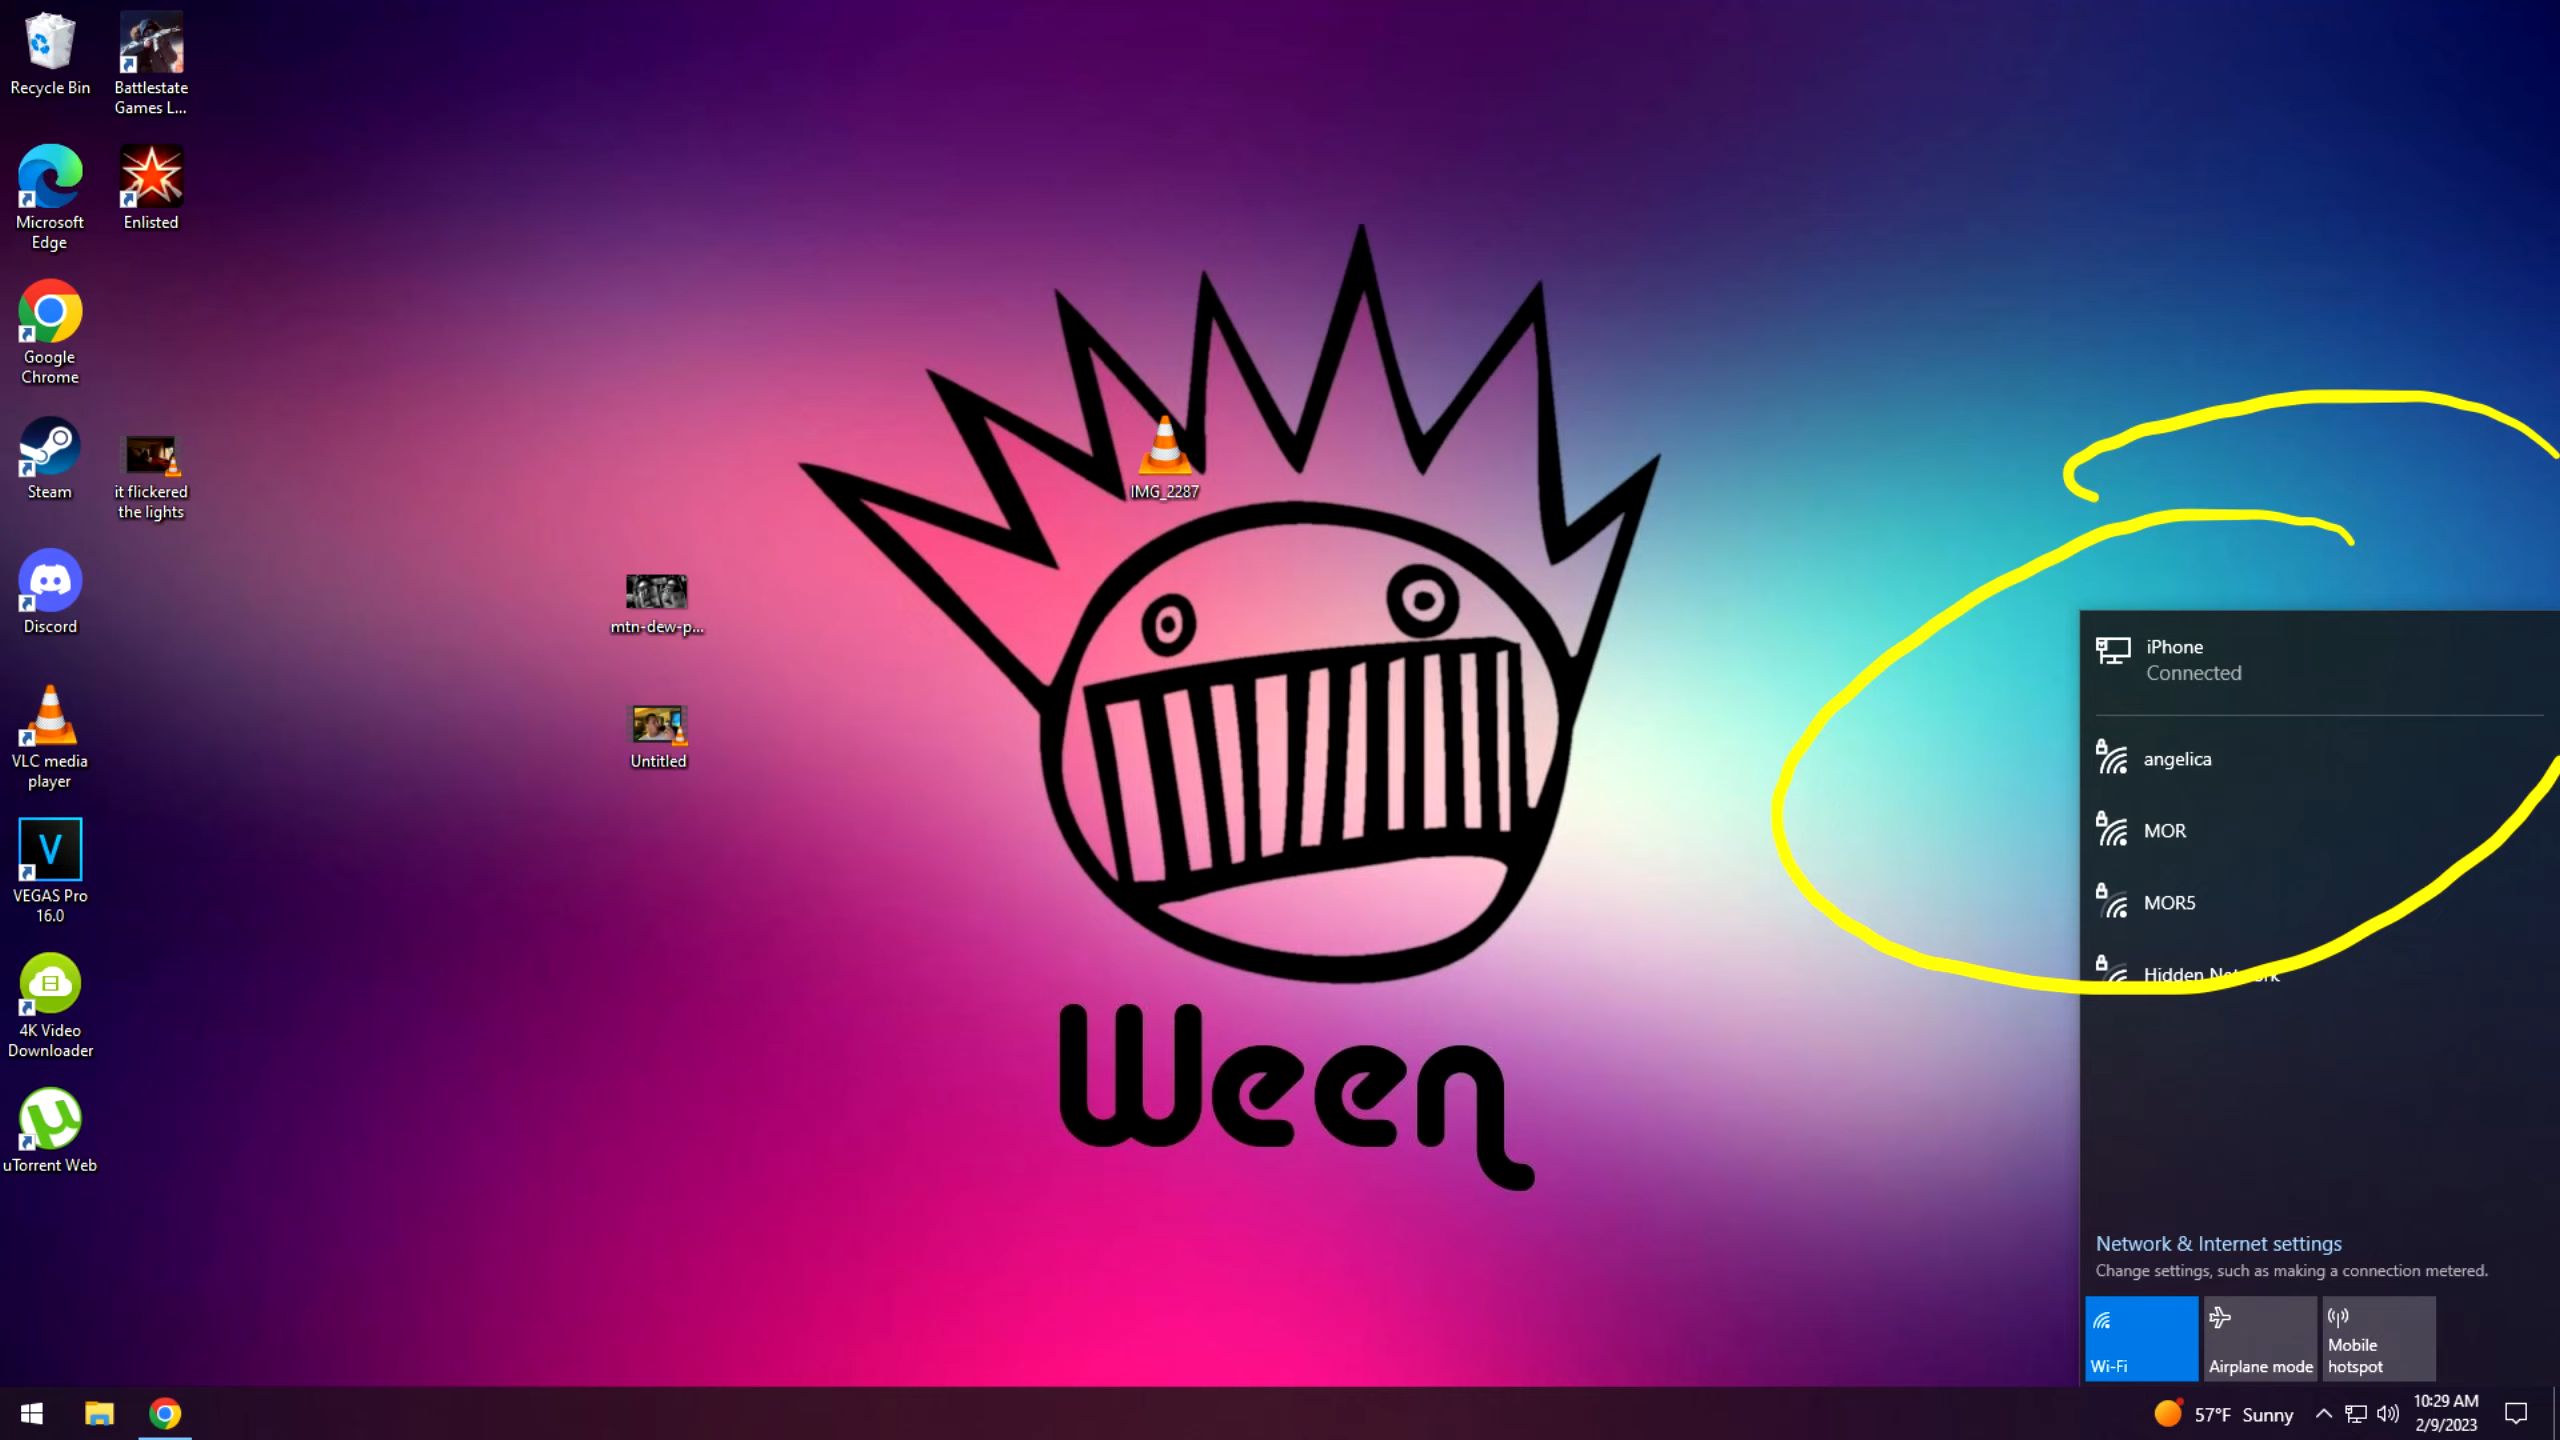 Recycle Bin
Battlestate
Games L...
Microsoft
Edge
Enlisted
Google
Chrome
Steam
it flickered
the lights
IMG_2287
Discord
mtn-dew-p...
VLC media
player
Untitled
V
VEGAS Pro
16.0
4K Video
Downloader
uTorrent Web
Ween
iPhone
Connected
angelica
MOR
MOR5
Hidden Network
Network & Internet settings
Change settings, such as making a connection metered.
Wi-Fi
Airplane mode
Mobile
hotspot
57°F Sunny
10:29 AM
2/9/2023